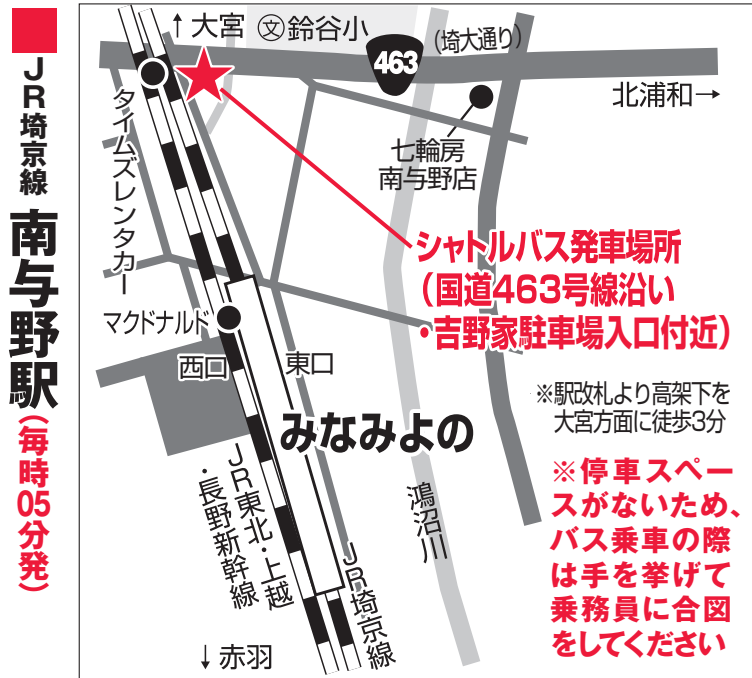 JR埼京線 南与野駅(毎時05分発)
↑大宮
文鈴谷小
463
(埼大通り)
北浦和→
タイムズレンタカー
七輪房
南与野店
シャトルバス発車場所
(国道463号線沿い
・吉野家駐車場入口付近)
マクドナルド
西口
東口
みなみよの
※駅改札より高架下を
大宮方面に徒歩3分
※停車スペー
スがないため、
バス乗車の際
は手を挙げて
乗務員に合図
をしてください
鴻沼川
JR東北・上越
・長野新幹線
JR埼京線
↓赤羽